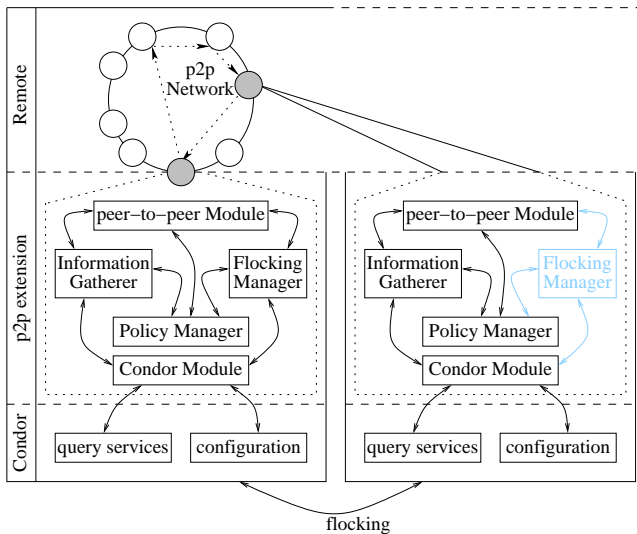 Remote
p2p
Network
p2p extension
peer−to−peer Module
Information
Gatherer
Flocking
Manager
Policy Manager
Condor Module
peer−to−peer Module
Information
Gatherer
Flocking
Manager
Policy Manager
Condor Module
Condor
query services
configuration
query services
configuration
flocking